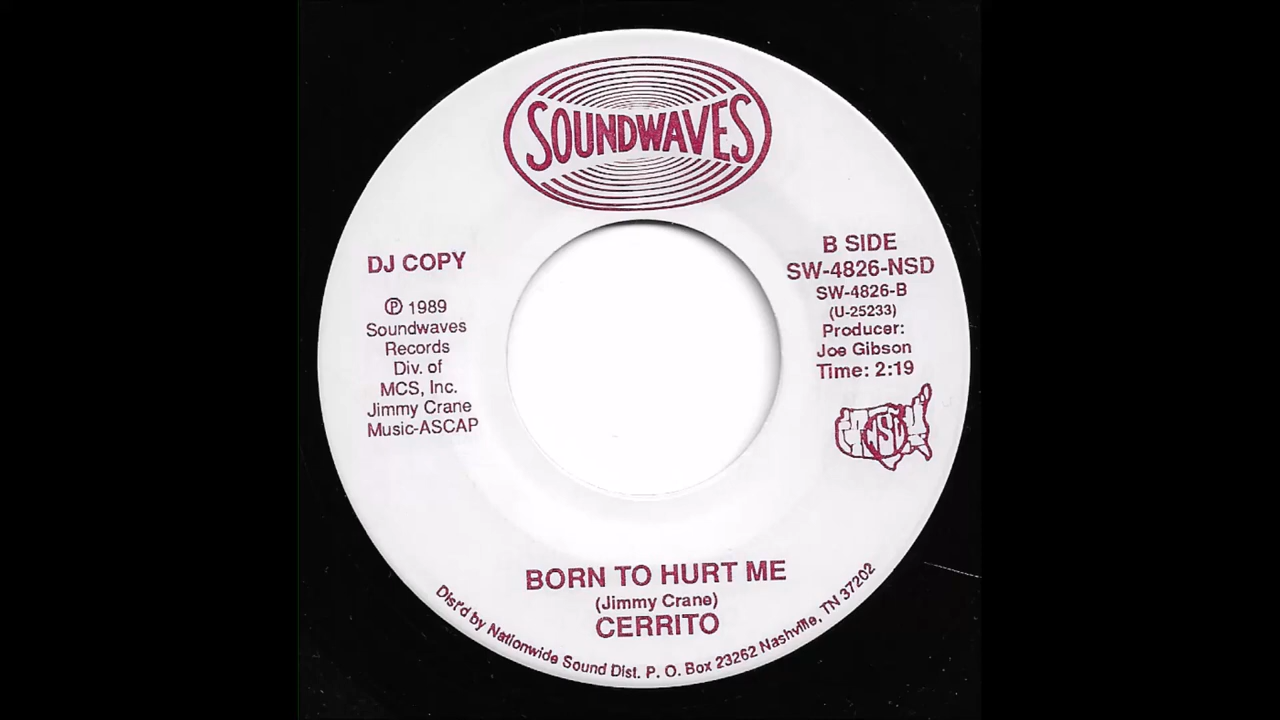 SOUNDWAVES
DJ COPY
Ⓟ 1989
Soundwaves
Records
Div. of
MCS, Inc.
Jimmy Crane
Music-ASCAP
B SIDE
SW-4826-NSD
SW-4826-B
(U-25233)
Producer:
Joe Gibson
Time: 2:19
NSD
BORN TO HURT ME
(Jimmy Crane)
CERRITO
Dist'd by Nationwide Sound Dist. P. O. Box 23262 Nashville, TN 37202